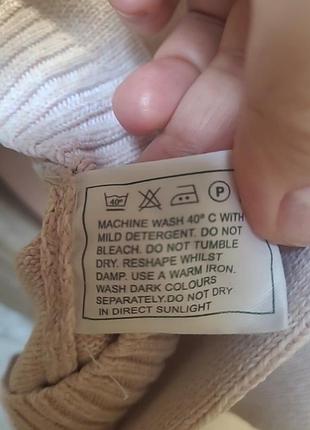 40° P
MACHINE WASH 40° C WITH
MILD DETERGENT. DO NOT
BLEACH. DO NOT TUMBLE
DRY. RESHAPE WHILST
DAMP. USE A WARM IRON.
WASH DARK COLOURS
SEPARATELY.DO NOT DRY
IN DIRECT SUNLIGHT